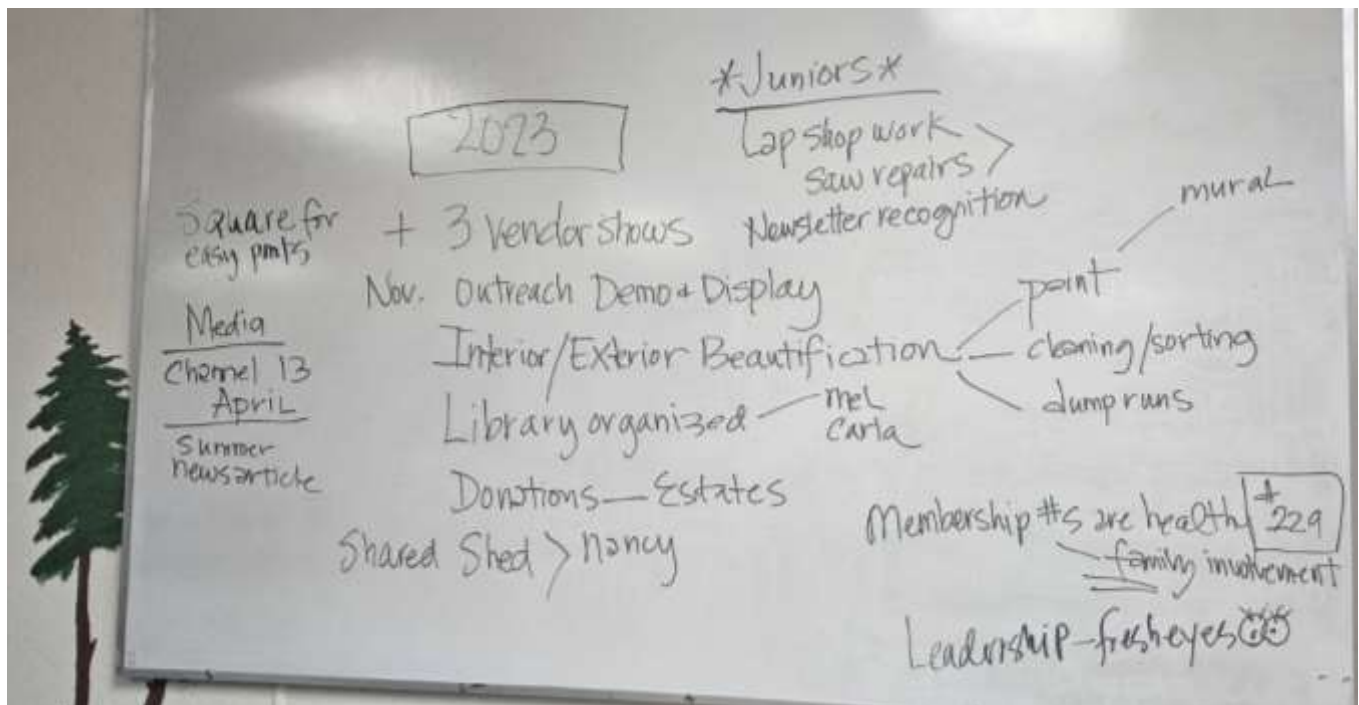 2023
*Juniors*
Lap shop work >
Saw repairs
Newsletter recognition
Square for
easy pmts
+ 3 vendor shows
Nov. Outreach Demo + Display
Media
Channel 13
April
Summer
news article
Interior/Exterior Beautification
paint
mural
cleaning/sorting
dump runs
Library organized
mel
Carla
Donations — Estates
Shared Shed > nancy
Membership #s are healthy
# 229
family involvement
Leadership - fresh eyes